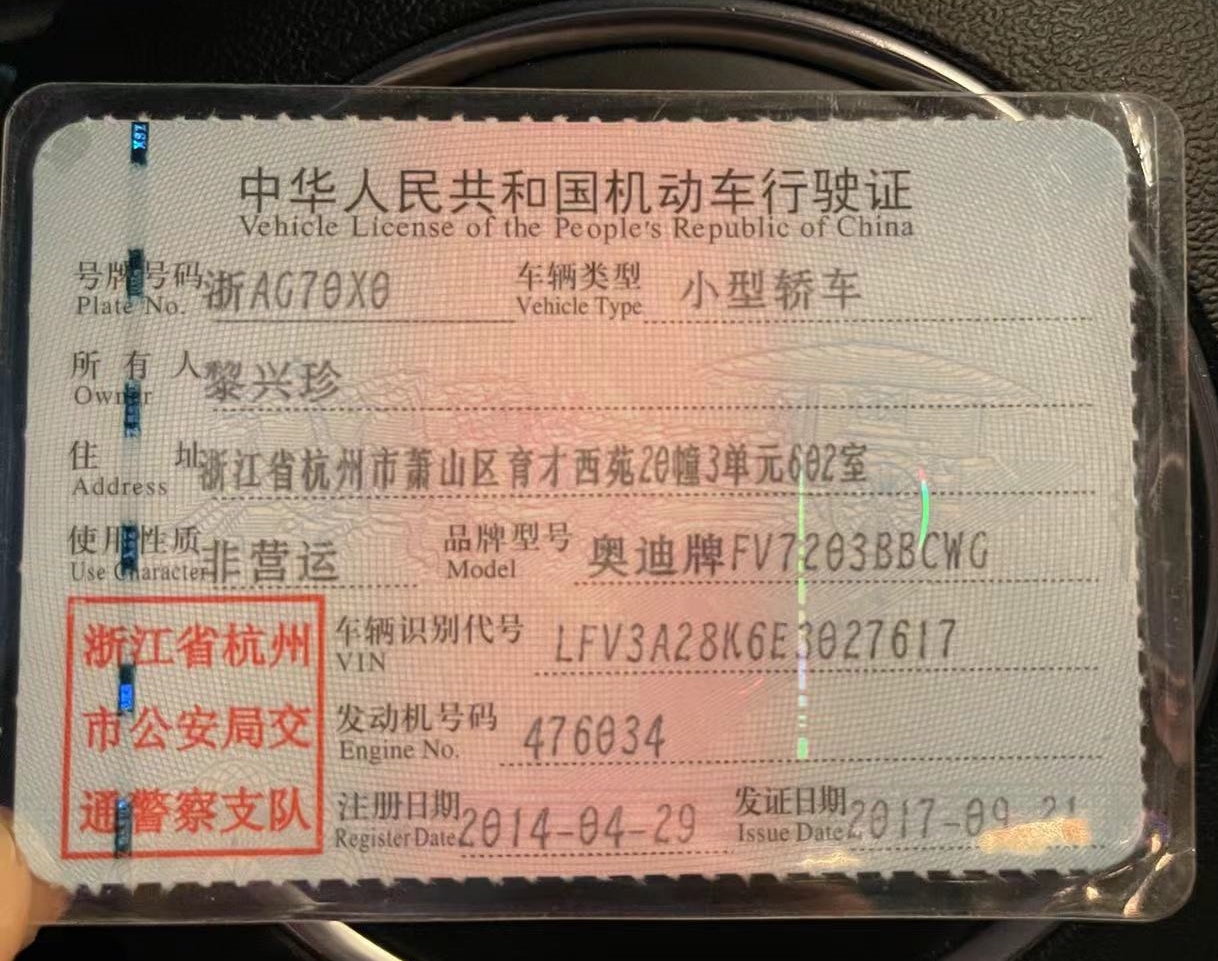 中华人民共和国机动车行驶证
Vehicle License of the People's Republic of China
号牌号码 浙AG70X0 车辆类型 小型轿车
Plate No. Vehicle Type
所有人 黎兴珍
Owner
住址 浙江省杭州市萧山区育才西苑20幢3单元602室
Address
使用性质 非营运 品牌型号 奥迪牌FV7203BBCWG
Use Character Model
浙江省杭州
市公安局交
通警察支队
车辆识别代号 LFV3A28K6E3027617
VIN
发动机号码 476034
Engine No.
注册日期 2014-04-29 发证日期 2017-09-21
Register Date Issue Date